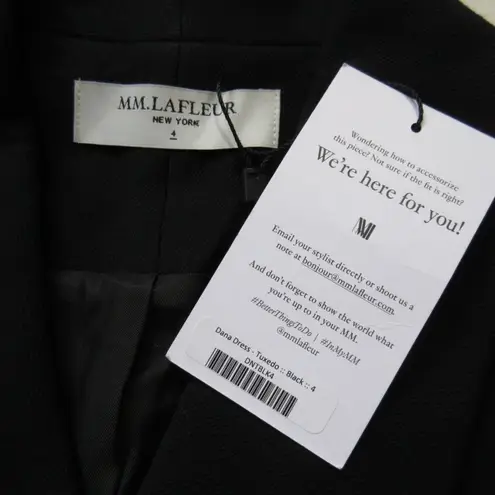 MM.LAFLEUR
NEW YORK
4
Wondering how to accessorize
this piece? Not sure if the fit is right?
We're here for you!
MM
Email your stylist directly or shoot us a
note at bonjour@mmlafleur.com.
And don't forget to show the world what
you're up to in your MM.
#BetterThingsToDo | #InMyMM
@mmlafleur
Dana Dress - Tuxedo :: Black :: 4
DNTBLK4